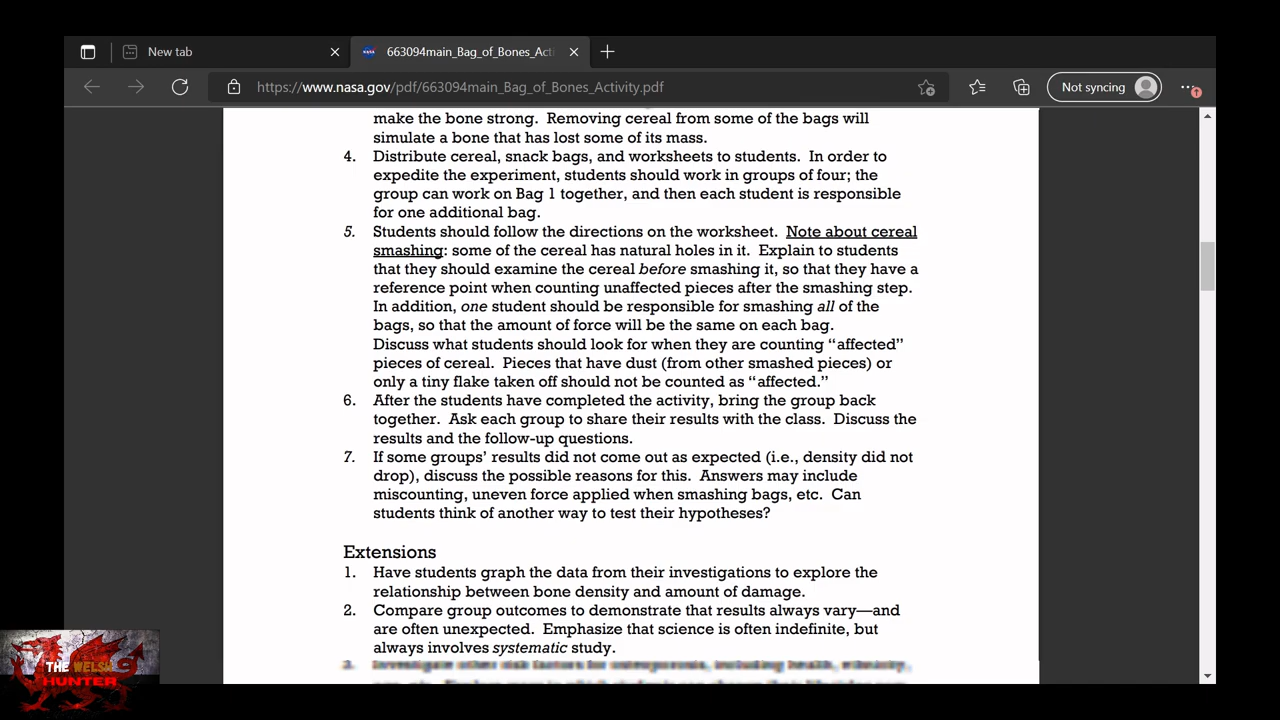 New tab
663094main_Bag_of_Bones_Acti
https://www.nasa.gov/pdf/663094main_Bag_of_Bones_Activity.pdf
Not syncing
make the bone strong. Removing cereal from some of the bags will
simulate a bone that has lost some of its mass.
4. Distribute cereal, snack bags, and worksheets to students. In order to
expedite the experiment, students should work in groups of four; the
group can work on Bag 1 together, and then each student is responsible
for one additional bag.
5. Students should follow the directions on the worksheet. Note about cereal
smashing: some of the cereal has natural holes in it. Explain to students
that they should examine the cereal before smashing it, so that they have a
reference point when counting unaffected pieces after the smashing step.
In addition, one student should be responsible for smashing all of the
bags, so that the amount of force will be the same on each bag.
Discuss what students should look for when they are counting “affected”
pieces of cereal. Pieces that have dust (from other smashed pieces) or
only a tiny flake taken off should not be counted as “affected.”
6. After the students have completed the activity, bring the group back
together. Ask each group to share their results with the class. Discuss the
results and the follow-up questions.
7. If some groups’ results did not come out as expected (i.e., density did not
drop), discuss the possible reasons for this. Answers may include
miscounting, uneven force applied when smashing bags, etc. Can
students think of another way to test their hypotheses?
Extensions
1. Have students graph the data from their investigations to explore the
relationship between bone density and amount of damage.
2. Compare group outcomes to demonstrate that results always vary—and
are often unexpected. Emphasize that science is often indefinite, but
always involves systematic study.
3. Investigate other risk factors for osteoporosis, including health, ethnicity,
THE WELSH
HUNTER